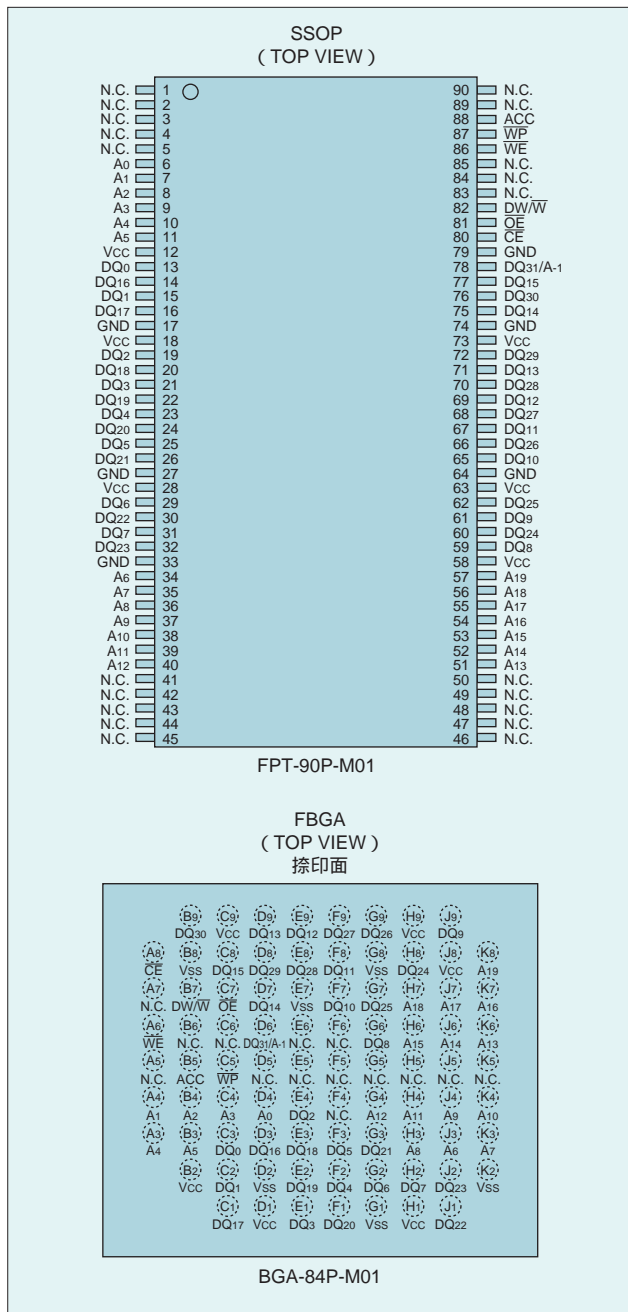 SSOP
( TOP VIEW )
N.C. 1 90 N.C.
N.C. 2 89 N.C.
N.C. 3 88 ACC
N.C. 4 87 WP
N.C. 5 86 WE
A0 6 85 N.C.
A1 7 84 N.C.
A2 8 83 N.C.
A3 9 82 DW/W
A4 10 81 OE
A5 11 80 CE
VCC 12 79 GND
DQ0 13 78 DQ31/A-1
DQ16 14 77 DQ15
DQ1 15 76 DQ30
DQ17 16 75 DQ14
GND 17 74 GND
VCC 18 73 VCC
DQ2 19 72 DQ29
DQ18 20 71 DQ13
DQ3 21 70 DQ28
DQ19 22 69 DQ12
DQ4 23 68 DQ27
DQ20 24 67 DQ11
DQ5 25 66 DQ26
DQ21 26 65 DQ10
GND 27 64 GND
VCC 28 63 VCC
DQ6 29 62 DQ25
DQ22 30 61 DQ9
DQ7 31 60 DQ24
DQ23 32 59 DQ8
GND 33 58 VCC
A6 34 57 A19
A7 35 56 A18
A8 36 55 A17
A9 37 54 A16
A10 38 53 A15
A11 39 52 A14
A12 40 51 A13
N.C. 41 50 N.C.
N.C. 42 49 N.C.
N.C. 43 48 N.C.
N.C. 44 47 N.C.
N.C. 45 46 N.C.
FPT-90P-M01
FBGA
( TOP VIEW )
捺印面
B9 C9 D9 E9 F9 G9 H9 J9
DQ30 VCC DQ13 DQ12 DQ27 DQ26 VCC DQ9
A8 B8 C8 D8 E8 F8 G8 H8 J8 K8
CE VSS DQ15 DQ29 DQ28 DQ11 VSS DQ24 VCC A19
A7 B7 C7 D7 E7 F7 G7 H7 J7 K7
N.C. DW/W OE DQ14 VSS DQ10 DQ25 A18 A17 A16
A6 B6 C6 D6 E6 F6 G6 H6 J6 K6
WE N.C. N.C. DQ31/A-1 N.C. N.C. DQ8 A15 A14 A13
A5 B5 C5 D5 E5 F5 G5 H5 J5 K5
N.C. ACC WP N.C. N.C. N.C. N.C. N.C. N.C. N.C.
A4 B4 C4 D4 E4 F4 G4 H4 J4 K4
A1 A2 A3 A0 DQ2 N.C. A12 A11 A9 A10
A3 B3 C3 D3 E3 F3 G3 H3 J3 K3
A4 A5 DQ0 DQ16 DQ18 DQ5 DQ21 A8 A6 A7
B2 C2 D2 E2 F2 G2 H2 J2 K2
VCC DQ1 VSS DQ19 DQ4 DQ6 DQ7 DQ23 VSS
C1 D1 E1 F1 G1 H1 J1
DQ17 VCC DQ3 DQ20 VSS VCC DQ22
BGA-84P-M01